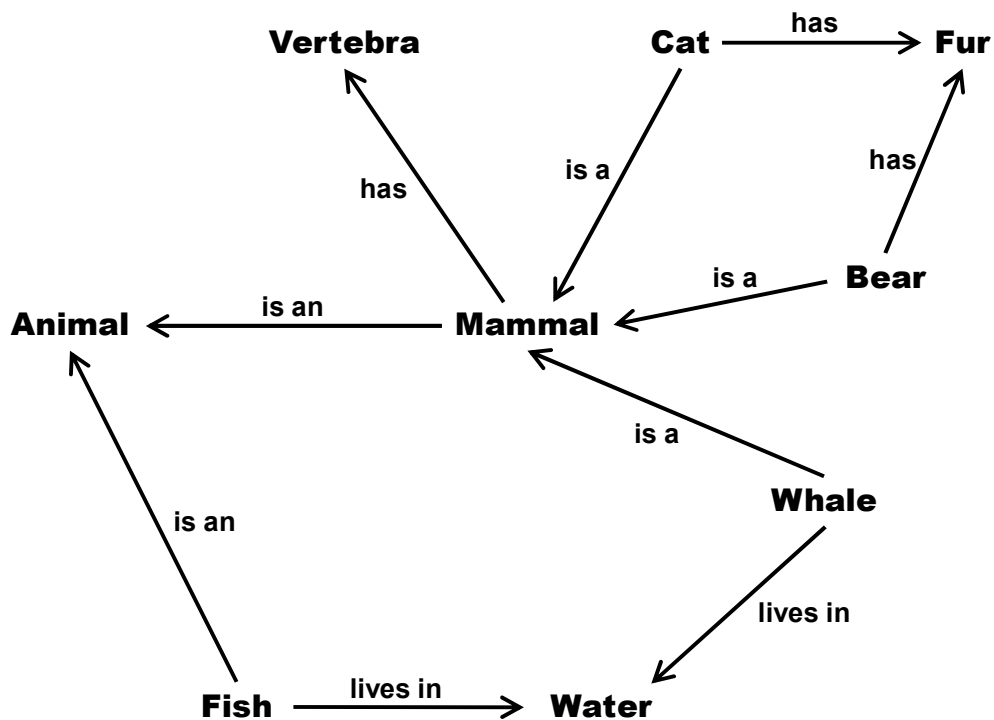 Vertebra
Cat
has
Fur
has
is a
has
is a
Bear
Animal
is an
Mammal
is a
Whale
is an
lives in
Fish
lives in
Water